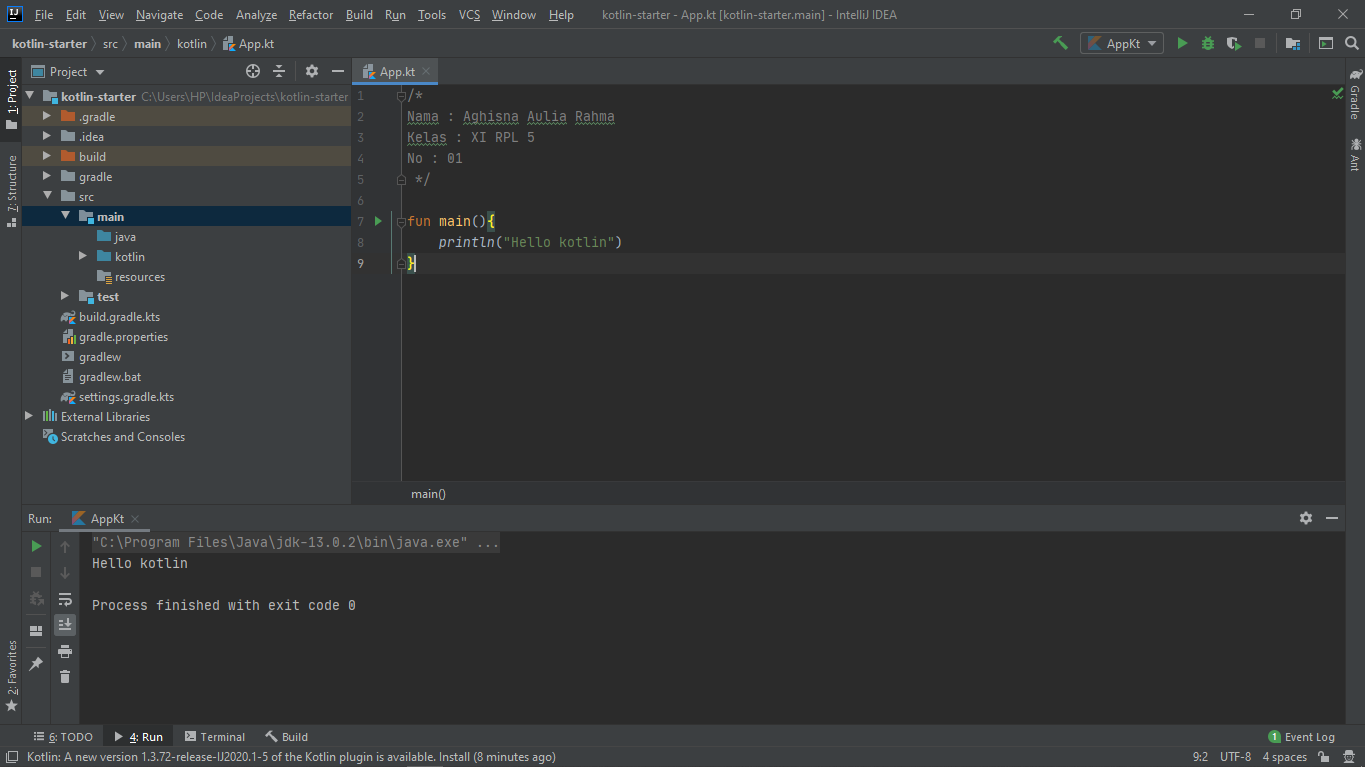 IJ File Edit View Navigate Code Analyze Refactor Build Run Tools VCS Window Help kotlin-starter - App.kt [kotlin-starter.main] - IntelliJ IDEA
kotlin-starter src main kotlin App.kt AppKt
Project App.kt
1: Project
7: Structure
2: Favorites
kotlin-starter C:\Users\HP\IdeaProjects\kotlin-starter
.gradle
.idea
build
gradle
src
main
java
kotlin
resources
test
build.gradle.kts
gradle.properties
gradlew
gradlew.bat
settings.gradle.kts
External Libraries
Scratches and Consoles
1 /*
2 Nama : Aghisna Aulia Rahma
3 Kelas : XI RPL 5
4 No : 01
5 */
6
7 fun main(){
8 println("Hello kotlin")
9 }
main()
Gradle
Ant
Run: AppKt
"C:\Program Files\Java\jdk-13.0.2\bin\java.exe" ...
Hello kotlin
Process finished with exit code 0
6: TODO 4: Run Terminal Build 1 Event Log
Kotlin: A new version 1.3.72-release-IJ2020.1-5 of the Kotlin plugin is available. Install (8 minutes ago) 9:2 UTF-8 4 spaces